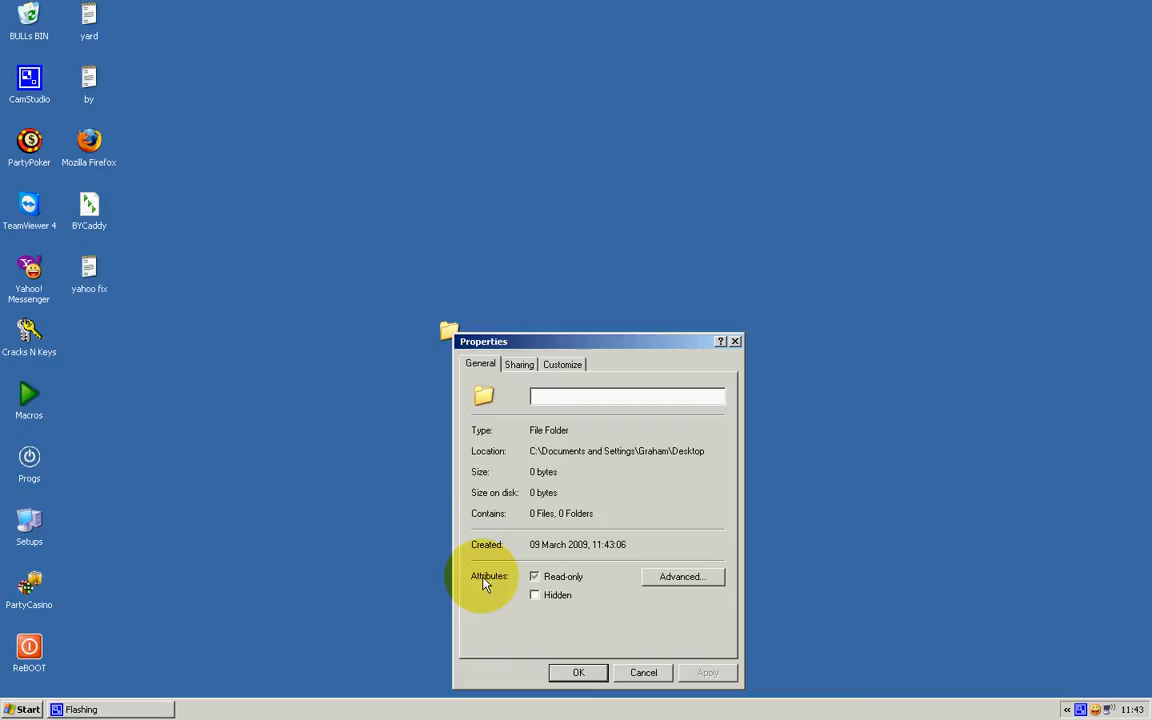 BULLs BIN
yard
CamStudio
by
PartyPoker
Mozilla Firefox
TeamViewer 4
BYCaddy
Yahoo!
Messenger
yahoo fix
Cracks N Keys
Macros
Progs
Setups
PartyCasino
ReBOOT
Properties
General
Sharing
Customize
Type: File Folder
Location: C:\Documents and Settings\Graham\Desktop
Size: 0 bytes
Size on disk: 0 bytes
Contains: 0 Files, 0 Folders
Created: 09 March 2009, 11:43:06
Attributes: Read-only Advanced...
Hidden
OK Cancel Apply
Start Flashing 11:43